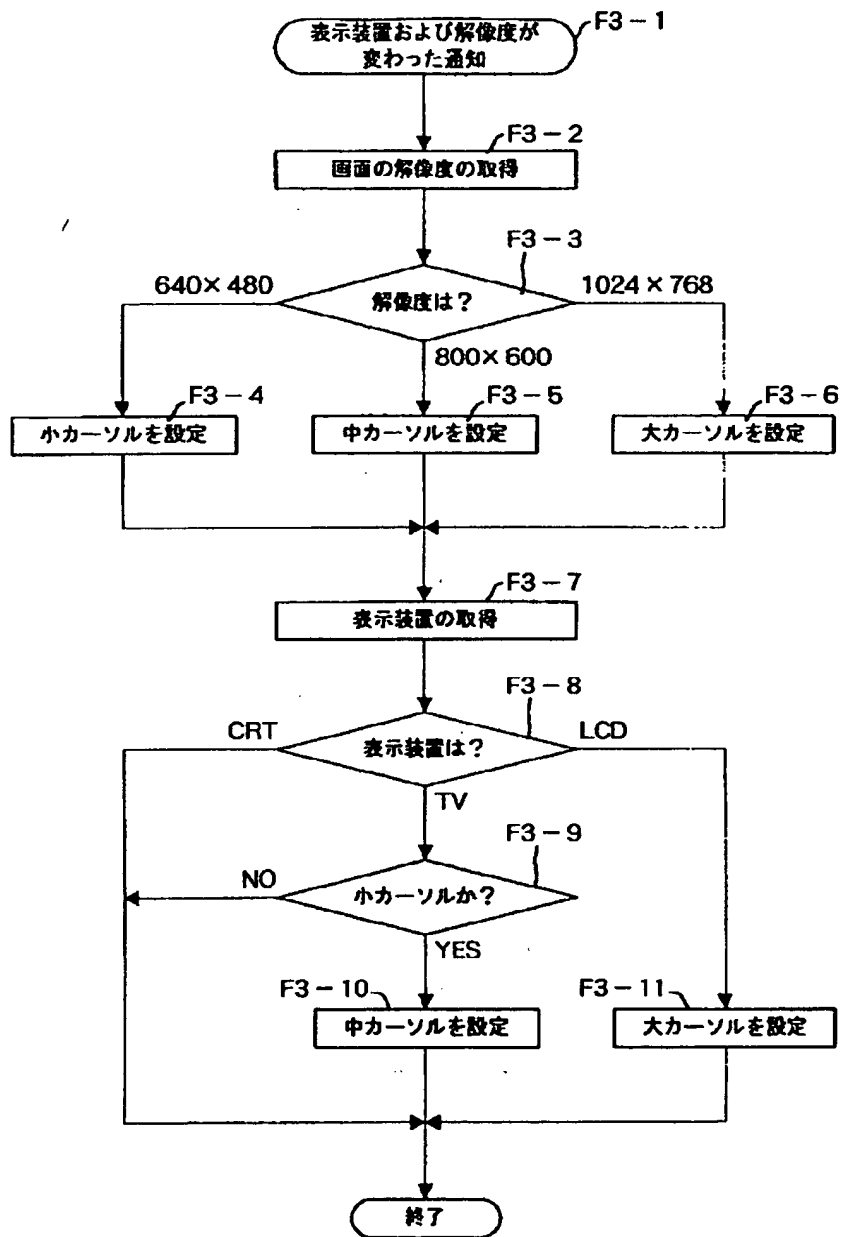 表示装置および解像度が
変わった通知
F3-1
F3-2
画面の解像度の取得
F3-3
解像度は?
640×480
1024×768
800×600
F3-4
小カーソルを設定
F3-5
中カーソルを設定
F3-6
大カーソルを設定
F3-7
表示装置の取得
F3-8
CRT
表示装置は?
LCD
TV
F3-9
NO
小カーソルか?
YES
F3-10
中カーソルを設定
F3-11
大カーソルを設定
終了